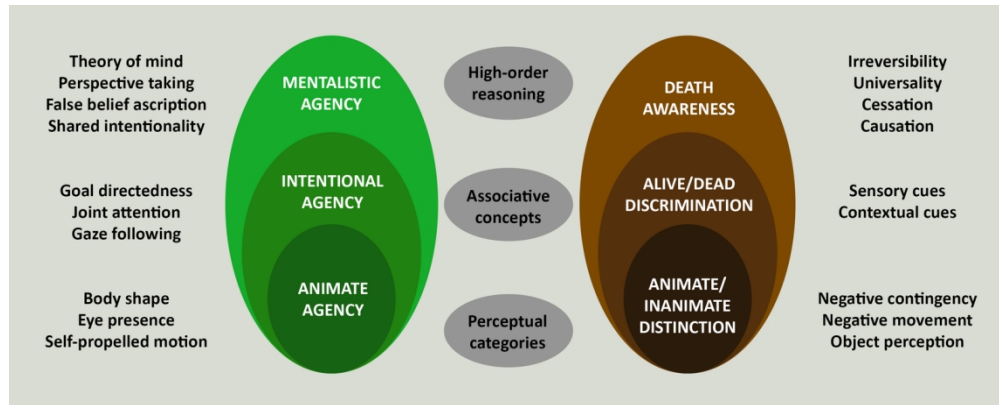 Theory of mind
Perspective taking
False belief ascription
Shared intentionality
MENTALISTIC
AGENCY
High-order
reasoning
DEATH
AWARENESS
Irreversibility
Universality
Cessation
Causation
Goal directedness
Joint attention
Gaze following
INTENTIONAL
AGENCY
Associative
concepts
ALIVE/DEAD
DISCRIMINATION
Sensory cues
Contextual cues
Body shape
Eye presence
Self-propelled motion
ANIMATE
AGENCY
Perceptual
categories
ANIMATE/
INANIMATE
DISTINCTION
Negative contingency
Negative movement
Object perception